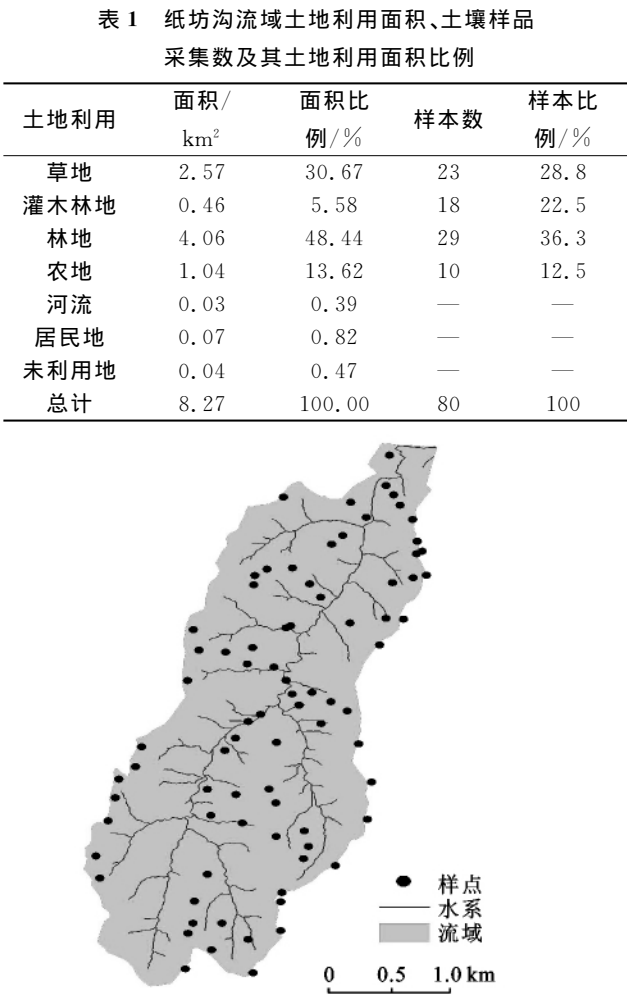 表 1 纸坊沟流域土地利用面积、土壤样品
采集数及其土地利用面积比例
土地利用 面积/km² 面积比例/% 样本数 样本比例/%
草地 2.57 30.67 23 28.8
灌木林地 0.46 5.58 18 22.5
林地 4.06 48.44 29 36.3
农地 1.04 13.62 10 12.5
河流 0.03 0.39 — —
居民地 0.07 0.82 — —
未利用地 0.04 0.47 — —
总计 8.27 100.00 80 100
样点
水系
流域
0 0.5 1.0 km